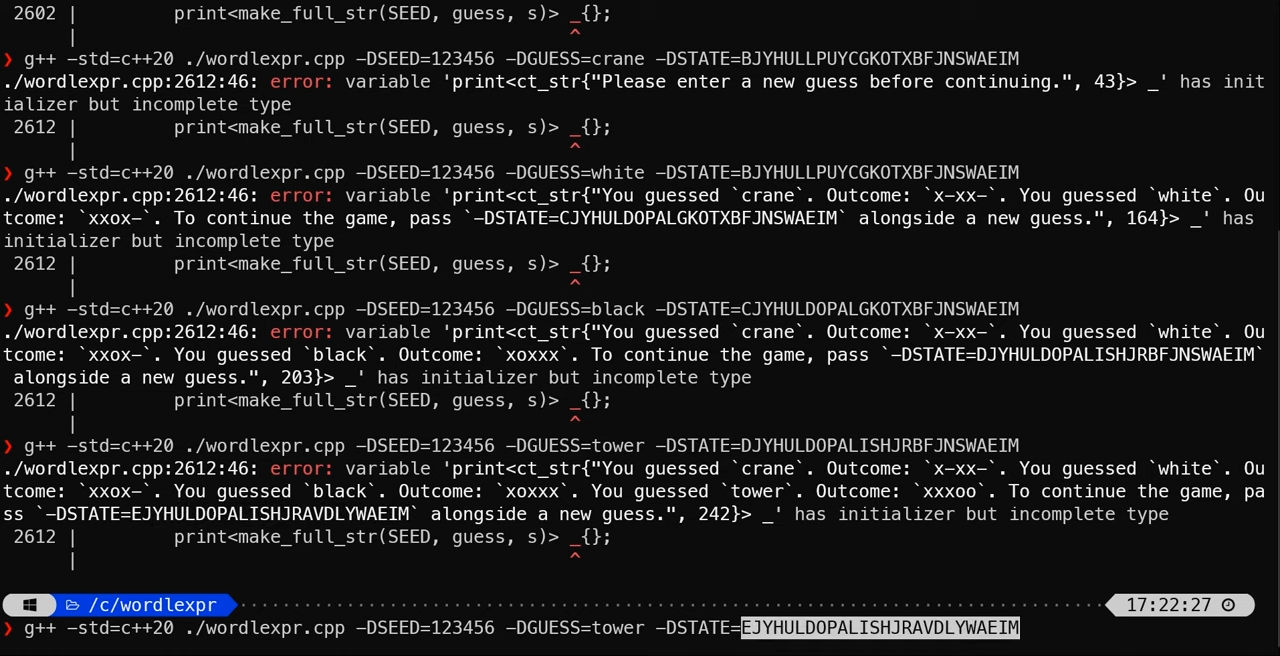 2602 |         print<make_full_str(SEED, guess, s)> _{};
     |                                              ^
❯ g++ -std=c++20 ./wordlexpr.cpp -DSEED=123456 -DGUESS=crane -DSTATE=BJYHULLPUYCGKOTXBFJNSWAEIM
./wordlexpr.cpp:2612:46: error: variable 'print<ct_str{"Please enter a new guess before continuing.", 43}> _' has init
ializer but incomplete type
2612 |         print<make_full_str(SEED, guess, s)> _{};
     |                                              ^
❯ g++ -std=c++20 ./wordlexpr.cpp -DSEED=123456 -DGUESS=white -DSTATE=BJYHULLPUYCGKOTXBFJNSWAEIM
./wordlexpr.cpp:2612:46: error: variable 'print<ct_str{"You guessed `crane`. Outcome: `x-xx-`. You guessed `white`. Ou
tcome: `xxox-`. To continue the game, pass `-DSTATE=CJYHULDOPALGKOTXBFJNSWAEIM` alongside a new guess.", 164}> _' has
initializer but incomplete type
2612 |         print<make_full_str(SEED, guess, s)> _{};
     |                                              ^
❯ g++ -std=c++20 ./wordlexpr.cpp -DSEED=123456 -DGUESS=black -DSTATE=CJYHULDOPALGKOTXBFJNSWAEIM
./wordlexpr.cpp:2612:46: error: variable 'print<ct_str{"You guessed `crane`. Outcome: `x-xx-`. You guessed `white`. Ou
tcome: `xxox-`. You guessed `black`. Outcome: `xoxxx`. To continue the game, pass `-DSTATE=DJYHULDOPALISHJRBFJNSWAEIM`
 alongside a new guess.", 203}> _' has initializer but incomplete type
2612 |         print<make_full_str(SEED, guess, s)> _{};
     |                                              ^
❯ g++ -std=c++20 ./wordlexpr.cpp -DSEED=123456 -DGUESS=tower -DSTATE=DJYHULDOPALISHJRBFJNSWAEIM
./wordlexpr.cpp:2612:46: error: variable 'print<ct_str{"You guessed `crane`. Outcome: `x-xx-`. You guessed `white`. Ou
tcome: `xxox-`. You guessed `black`. Outcome: `xoxxx`. You guessed `tower`. Outcome: `xxxoo`. To continue the game, pa
ss `-DSTATE=EJYHULDOPALISHJRAVDLYWAEIM` alongside a new guess.", 242}> _' has initializer but incomplete type
2612 |         print<make_full_str(SEED, guess, s)> _{};
     |                                              ^
/c/wordlexpr 17:22:27
❯ g++ -std=c++20 ./wordlexpr.cpp -DSEED=123456 -DGUESS=tower -DSTATE=EJYHULDOPALISHJRAVDLYWAEIM